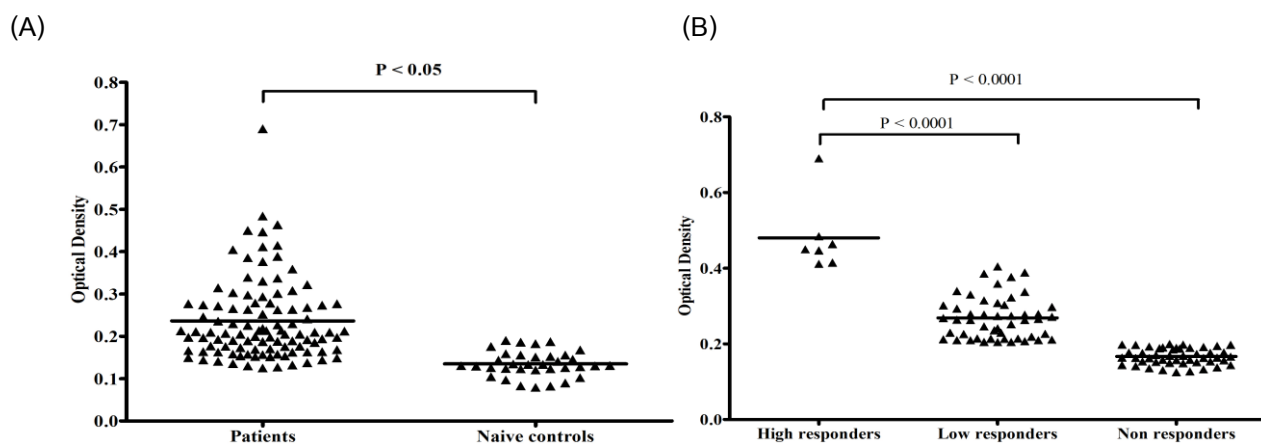 (A)
P < 0.05
0.8
0.7
0.6
0.5
0.4
0.3
0.2
0.1
0.0
Optical Density
Patients
Naive controls
(B)
P < 0.0001
P < 0.0001
0.8
0.6
0.4
0.2
0.0
Optical Density
High responders
Low responders
Non responders